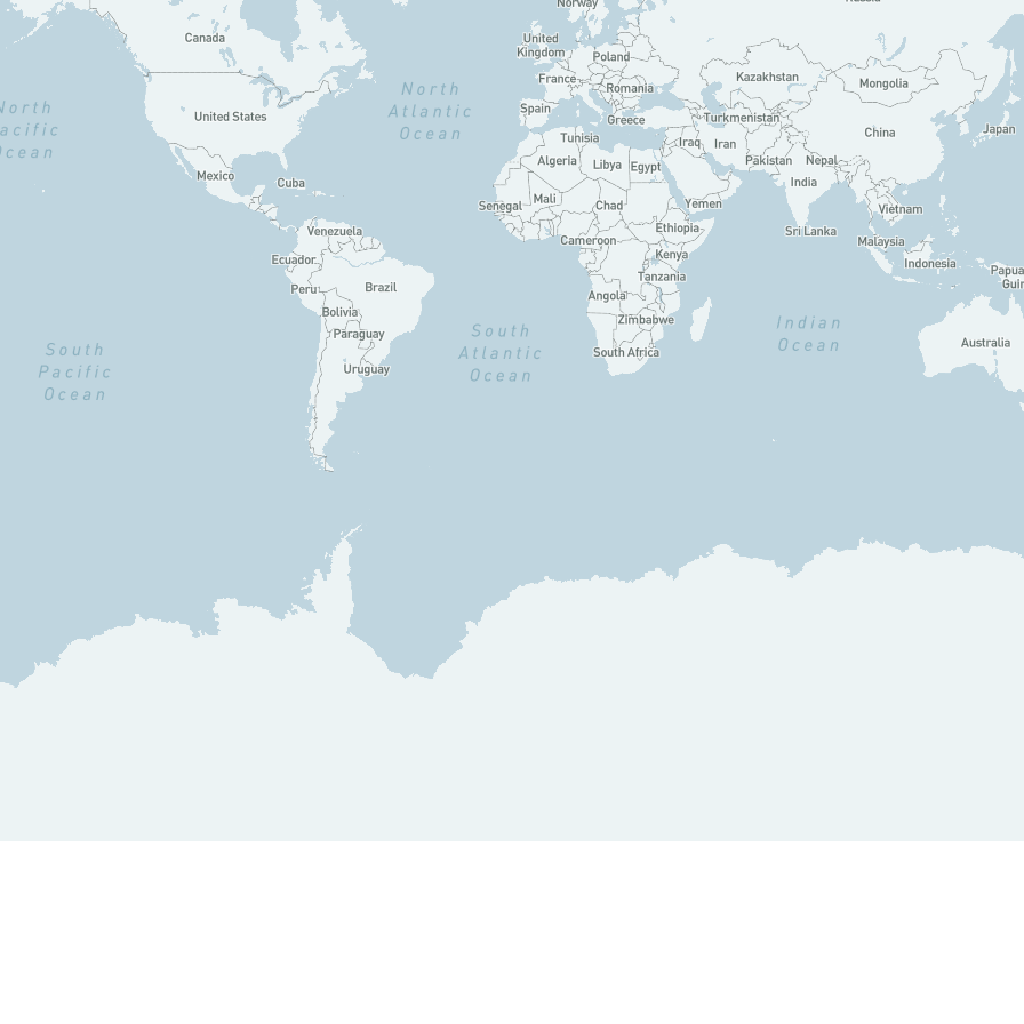 Norway
Canada
United
Kingdom
Poland
France
Kazakhstan
Mongolia
North
Atlantic
Ocean
Romania
Spain
North
Ocean
United States
Greece
Turkmenistan
China
Japan
Tunisia
Iraq
Iran
Algeria
Libya
Egypt
Pakistan
Nepal
Mexico
Cuba
India
Senegal
Mali
Chad
Yemen
Vietnam
Venezuela
Cameroon
Ethiopia
Sri Lanka
Malaysia
Ecuador
Kenya
Indonesia
Papua
Peru
Brazil
Tanzania
Angola
Bolivia
Zimbabwe
Paraguay
South
Atlantic
Ocean
Indian
Ocean
South
Pacific
Ocean
Uruguay
South Africa
Australia